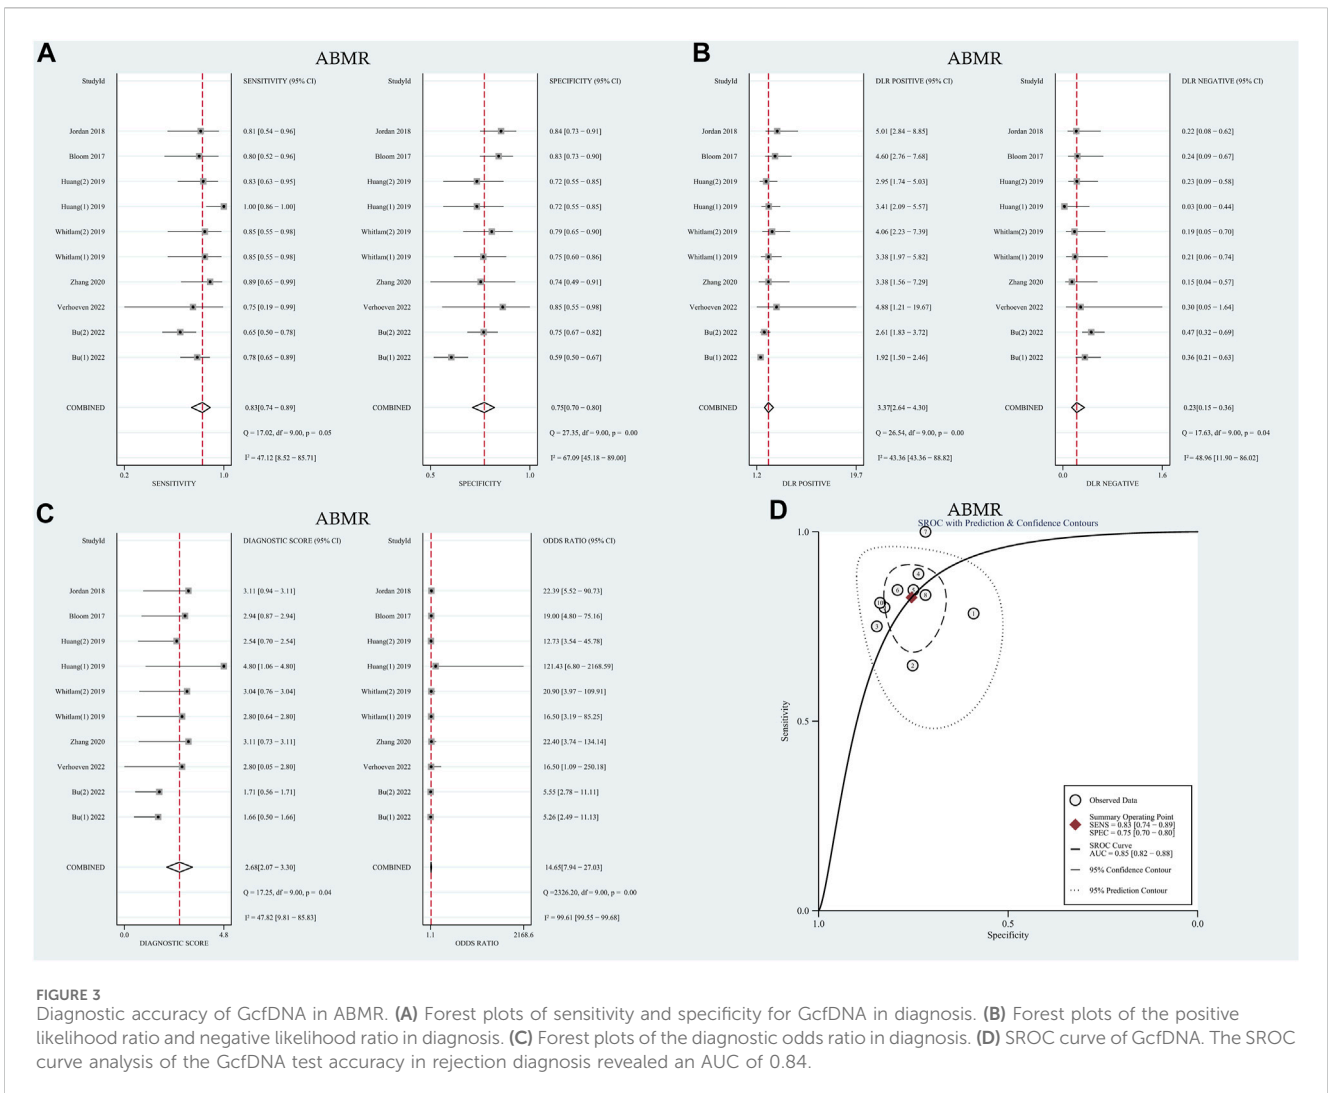 A
ABMR
StudyId
SENSITIVITY (95% CI)
StudyId
SPECIFICITY (95% CI)
Jordan 2018
0.81 [0.54 − 0.96]
Jordan 2018
0.84 [0.73 − 0.91]
Bloom 2017
0.80 [0.52 − 0.96]
Bloom 2017
0.83 [0.73 − 0.90]
Huang(2) 2019
0.83 [0.63 − 0.95]
Huang(2) 2019
0.72 [0.55 − 0.85]
Huang(1) 2019
1.00 [0.86 − 1.00]
Huang(1) 2019
0.72 [0.55 − 0.85]
Whitlam(2) 2019
0.85 [0.55 − 0.98]
Whitlam(2) 2019
0.79 [0.65 − 0.90]
Whitlam(1) 2019
0.85 [0.55 − 0.98]
Whitlam(1) 2019
0.75 [0.60 − 0.86]
Zhang 2020
0.89 [0.65 − 0.99]
Zhang 2020
0.74 [0.49 − 0.91]
Verhoeven 2022
0.75 [0.19 − 0.99]
Verhoeven 2022
0.85 [0.55 − 0.98]
Bu(2) 2022
0.65 [0.50 − 0.78]
Bu(2) 2022
0.75 [0.67 − 0.82]
Bu(1) 2022
0.78 [0.65 − 0.89]
Bu(1) 2022
0.59 [0.50 − 0.67]
COMBINED
0.83[0.74 − 0.89]
COMBINED
0.75[0.70 − 0.80]
Q = 17.02, df = 9.00, p = 0.05
Q = 27.35, df = 9.00, p = 0.00
I² = 47.12 [8.52 − 85.71]
I² = 67.09 [45.18 − 89.00]
0.2
1.0
0.5
1.0
SENSITIVITY
SPECIFICITY
B
ABMR
StudyId
DLR POSITIVE (95% CI)
StudyId
DLR NEGATIVE (95% CI)
Jordan 2018
5.01 [2.84 − 8.85]
Jordan 2018
0.22 [0.08 − 0.62]
Bloom 2017
4.60 [2.76 − 7.68]
Bloom 2017
0.24 [0.09 − 0.67]
Huang(2) 2019
2.95 [1.74 − 5.03]
Huang(2) 2019
0.23 [0.09 − 0.58]
Huang(1) 2019
3.41 [2.09 − 5.57]
Huang(1) 2019
0.03 [0.00 − 0.44]
Whitlam(2) 2019
4.06 [2.23 − 7.39]
Whitlam(2) 2019
0.19 [0.05 − 0.70]
Whitlam(1) 2019
3.38 [1.97 − 5.82]
Whitlam(1) 2019
0.21 [0.06 − 0.74]
Zhang 2020
3.38 [1.56 − 7.29]
Zhang 2020
0.15 [0.04 − 0.57]
Verhoeven 2022
4.88 [1.21 − 19.67]
Verhoeven 2022
0.30 [0.05 − 1.64]
Bu(2) 2022
2.61 [1.83 − 3.72]
Bu(2) 2022
0.47 [0.32 − 0.69]
Bu(1) 2022
1.92 [1.50 − 2.46]
Bu(1) 2022
0.36 [0.21 − 0.63]
COMBINED
3.37[2.64 − 4.30]
COMBINED
0.23[0.15 − 0.36]
Q = 26.54, df = 9.00, p = 0.00
Q = 17.63, df = 9.00, p = 0.04
I² = 43.36 [43.36 − 88.82]
I² = 48.96 [11.90 − 86.02]
1.2
19.7
0.0
1.6
DLR POSITIVE
DLR NEGATIVE
C
ABMR
StudyId
DIAGNOSTIC SCORE (95% CI)
StudyId
ODDS RATIO (95% CI)
Jordan 2018
3.11 [0.94 − 3.11]
Jordan 2018
22.39 [5.52 − 90.73]
Bloom 2017
2.94 [0.87 − 2.94]
Bloom 2017
19.00 [4.80 − 75.16]
Huang(2) 2019
2.54 [0.70 − 2.54]
Huang(2) 2019
12.73 [3.54 − 45.78]
Huang(1) 2019
4.80 [1.06 − 4.80]
Huang(1) 2019
121.43 [6.80 − 2168.59]
Whitlam(2) 2019
3.04 [0.76 − 3.04]
Whitlam(2) 2019
20.90 [3.97 − 109.91]
Whitlam(1) 2019
2.80 [0.64 − 2.80]
Whitlam(1) 2019
16.50 [3.19 − 85.25]
Zhang 2020
3.11 [0.73 − 3.11]
Zhang 2020
22.40 [3.74 − 134.14]
Verhoeven 2022
2.80 [0.05 − 2.80]
Verhoeven 2022
16.50 [1.09 − 250.18]
Bu(2) 2022
1.71 [0.56 − 1.71]
Bu(2) 2022
5.55 [2.78 − 11.11]
Bu(1) 2022
1.66 [0.50 − 1.66]
Bu(1) 2022
5.26 [2.49 − 11.13]
COMBINED
2.68[2.07 − 3.30]
COMBINED
14.65[7.94 − 27.03]
Q = 17.25, df = 9.00, p = 0.04
Q =2326.20, df = 9.00, p = 0.00
I² = 47.82 [9.81 − 85.83]
I² = 99.61 [99.55 − 99.68]
0.0
4.8
1.1
2168.6
DIAGNOSTIC SCORE
ODDS RATIO
D
ABMR
SROC with Prediction & Confidence Contours
1.0
0.5
0.0
Sensitivity
7
4
6
5
8
10
3
1
2
Observed Data
Summary Operating Point
SENS = 0.83 [0.74 − 0.89]
SPEC = 0.75 [0.70 − 0.80]
SROC Curve
AUC = 0.85 [0.82 − 0.88]
95% Confidence Contour
95% Prediction Contour
1.0
0.5
0.0
Specificity
FIGURE 3
Diagnostic accuracy of GcfDNA in ABMR. (A) Forest plots of sensitivity and specificity for GcfDNA in diagnosis. (B) Forest plots of the positive
likelihood ratio and negative likelihood ratio in diagnosis. (C) Forest plots of the diagnostic odds ratio in diagnosis. (D) SROC curve of GcfDNA. The SROC
curve analysis of the GcfDNA test accuracy in rejection diagnosis revealed an AUC of 0.84.